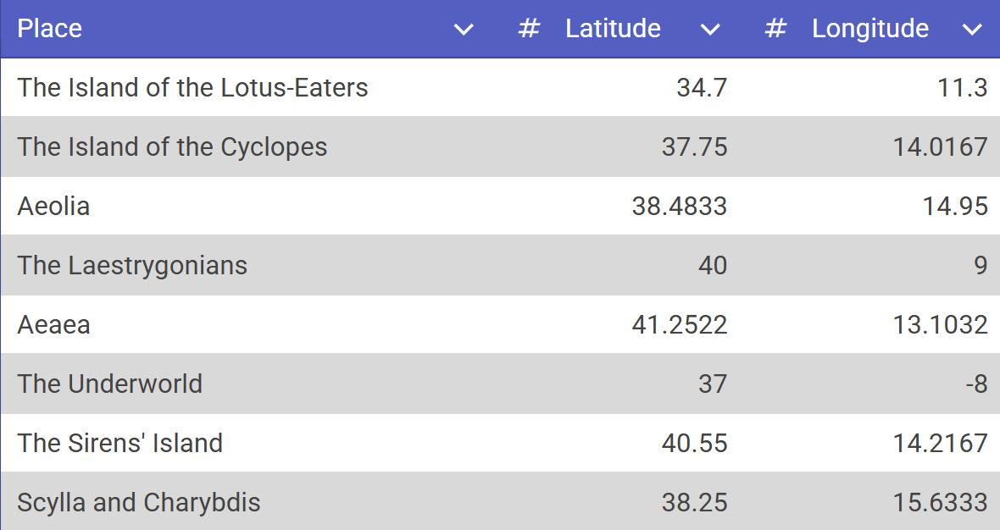 Place # Latitude # Longitude
The Island of the Lotus-Eaters 34.7 11.3
The Island of the Cyclopes 37.75 14.0167
Aeolia 38.4833 14.95
The Laestrygonians 40 9
Aeaea 41.2522 13.1032
The Underworld 37 -8
The Sirens' Island 40.55 14.2167
Scylla and Charybdis 38.25 15.6333